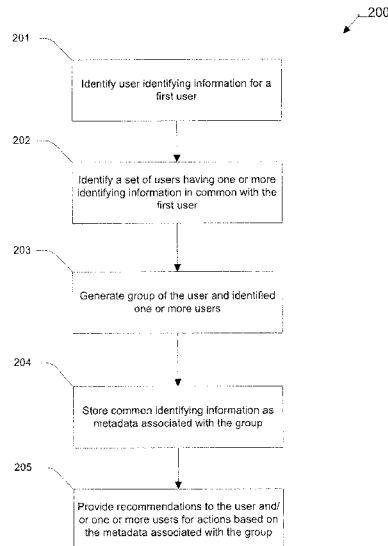 200
201
Identify user identifying information for a
first user
202
Identify a set of users having one or more
identifying information in common with the
first user
203
Generate group of the user and identified
one or more users
204
Store common identifying information as
metadata associated with the group
205
Provide recommendations to the user and/
or one or more users for actions based on
the metadata associated with the group